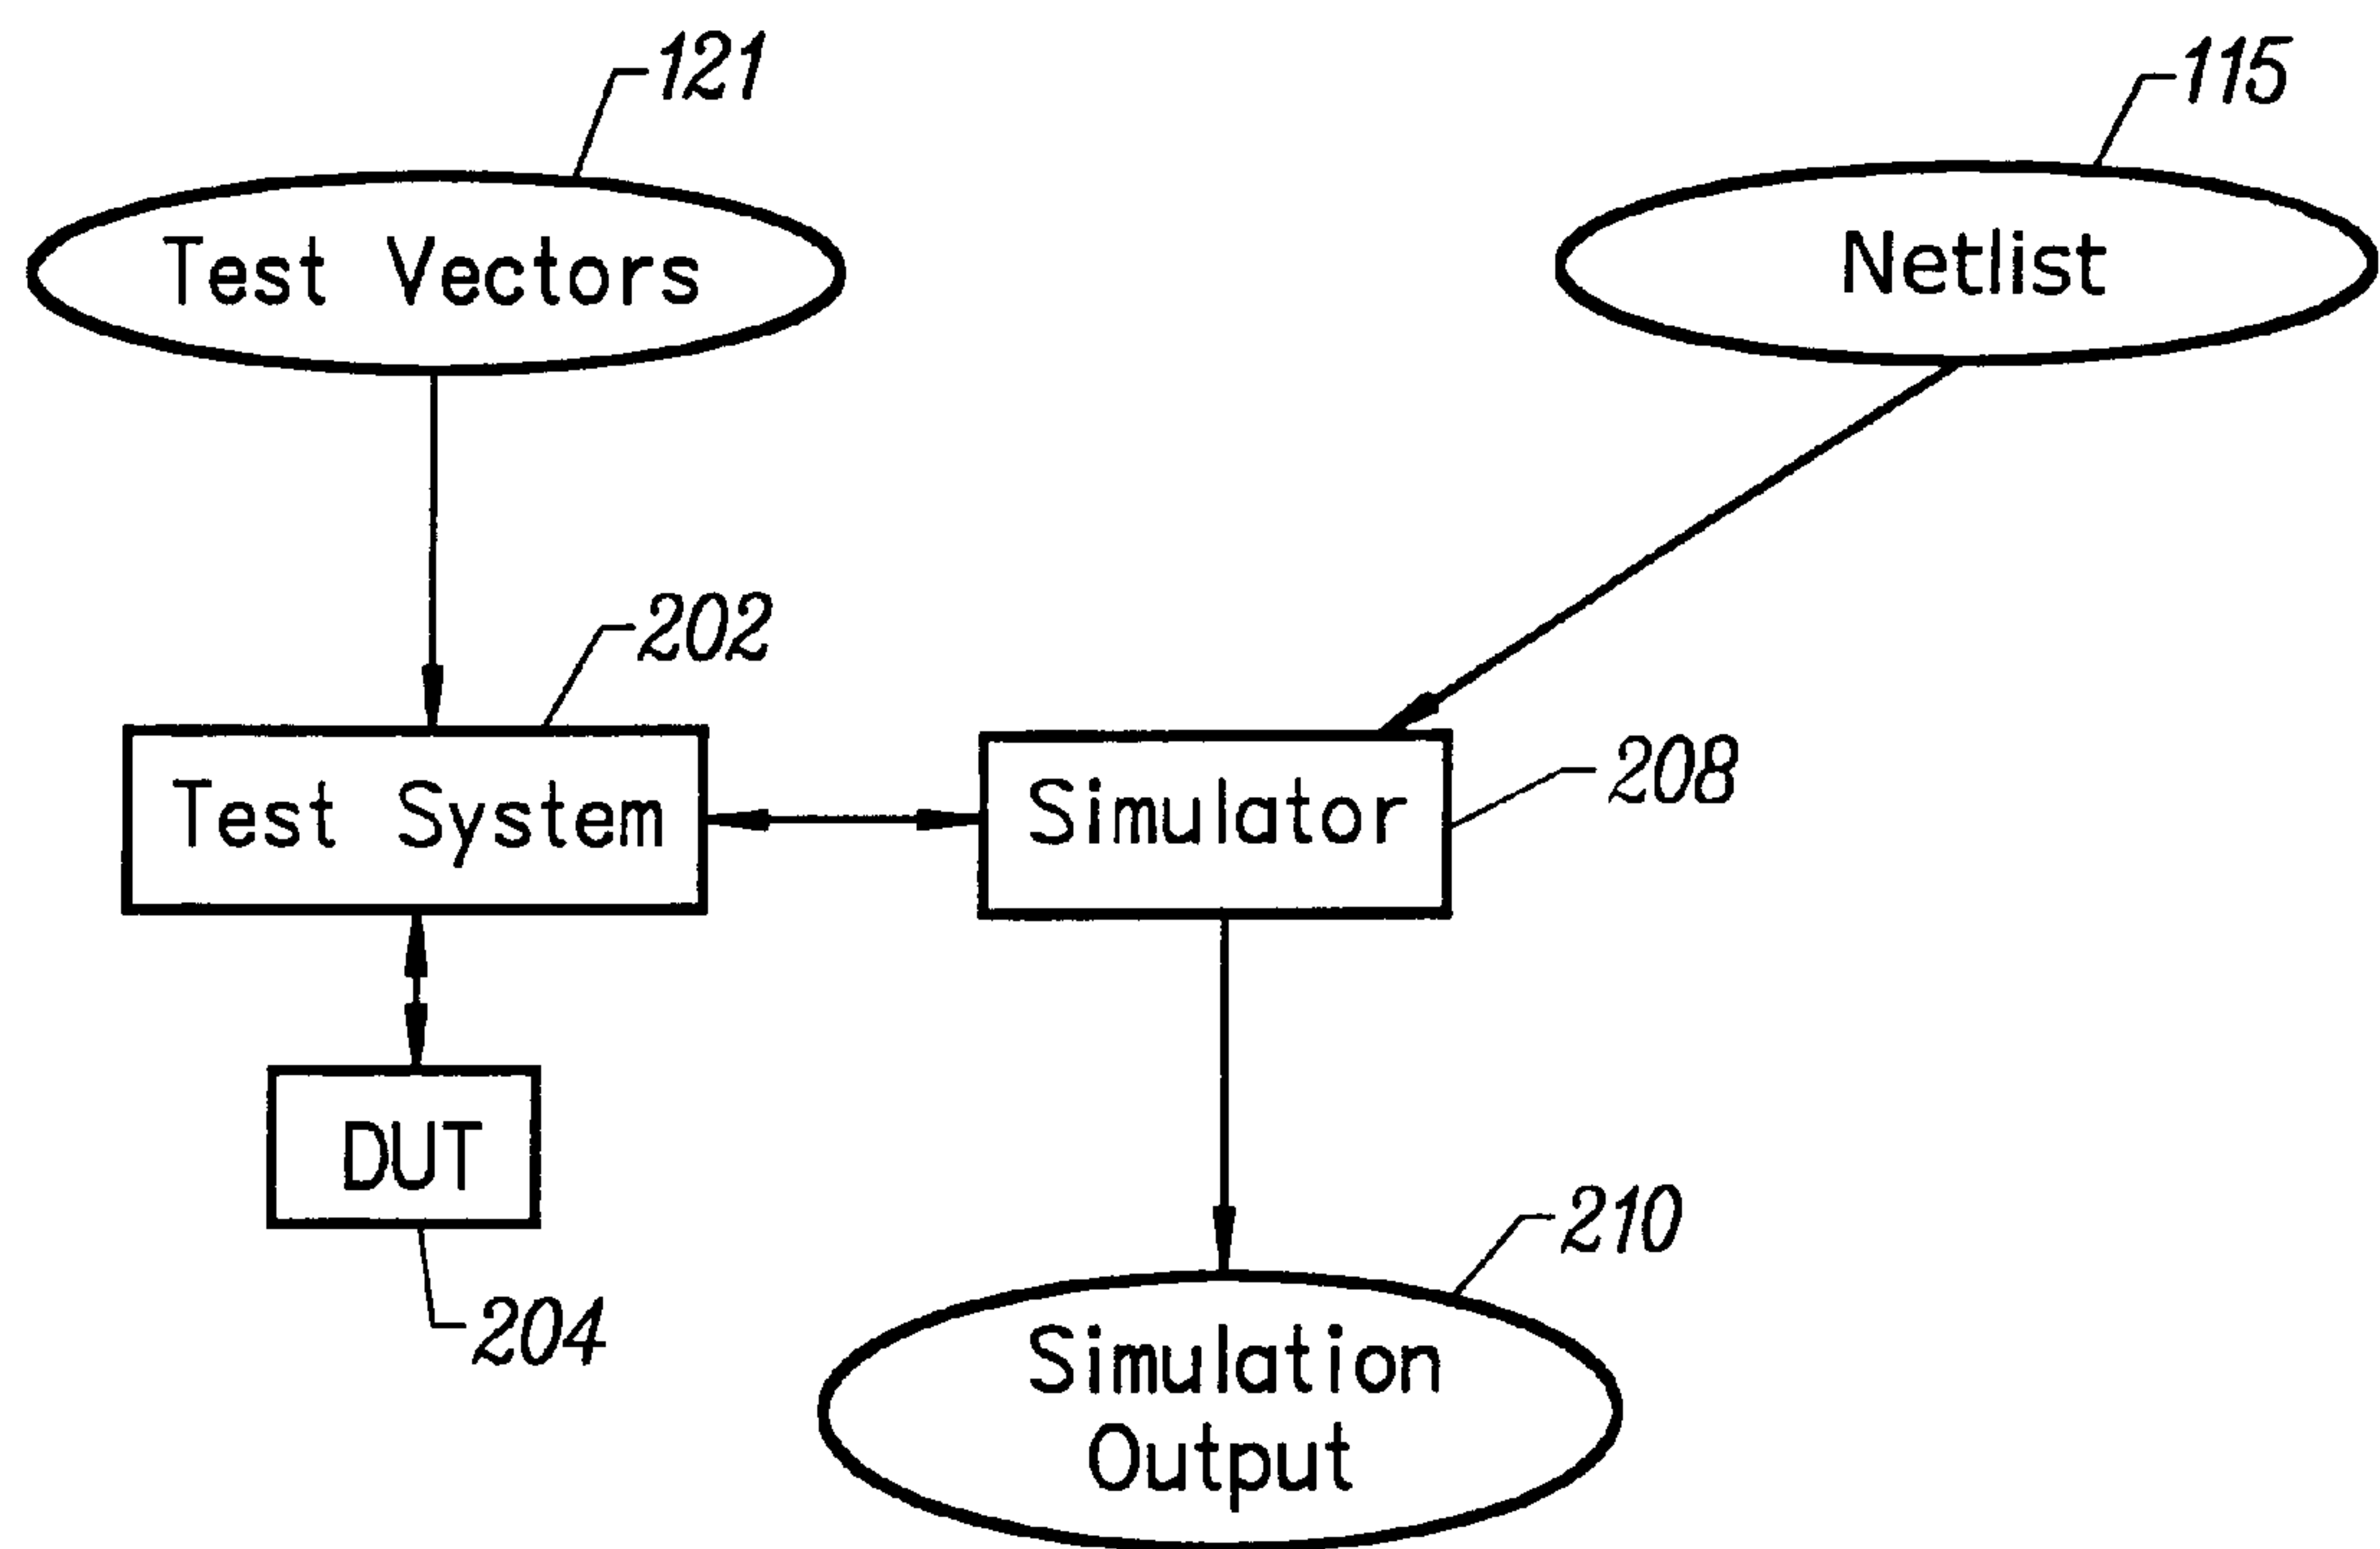 121
115
Test Vectors
Netlist
202
Test System
Simulator
208
DUT
204
210
Simulation
Output